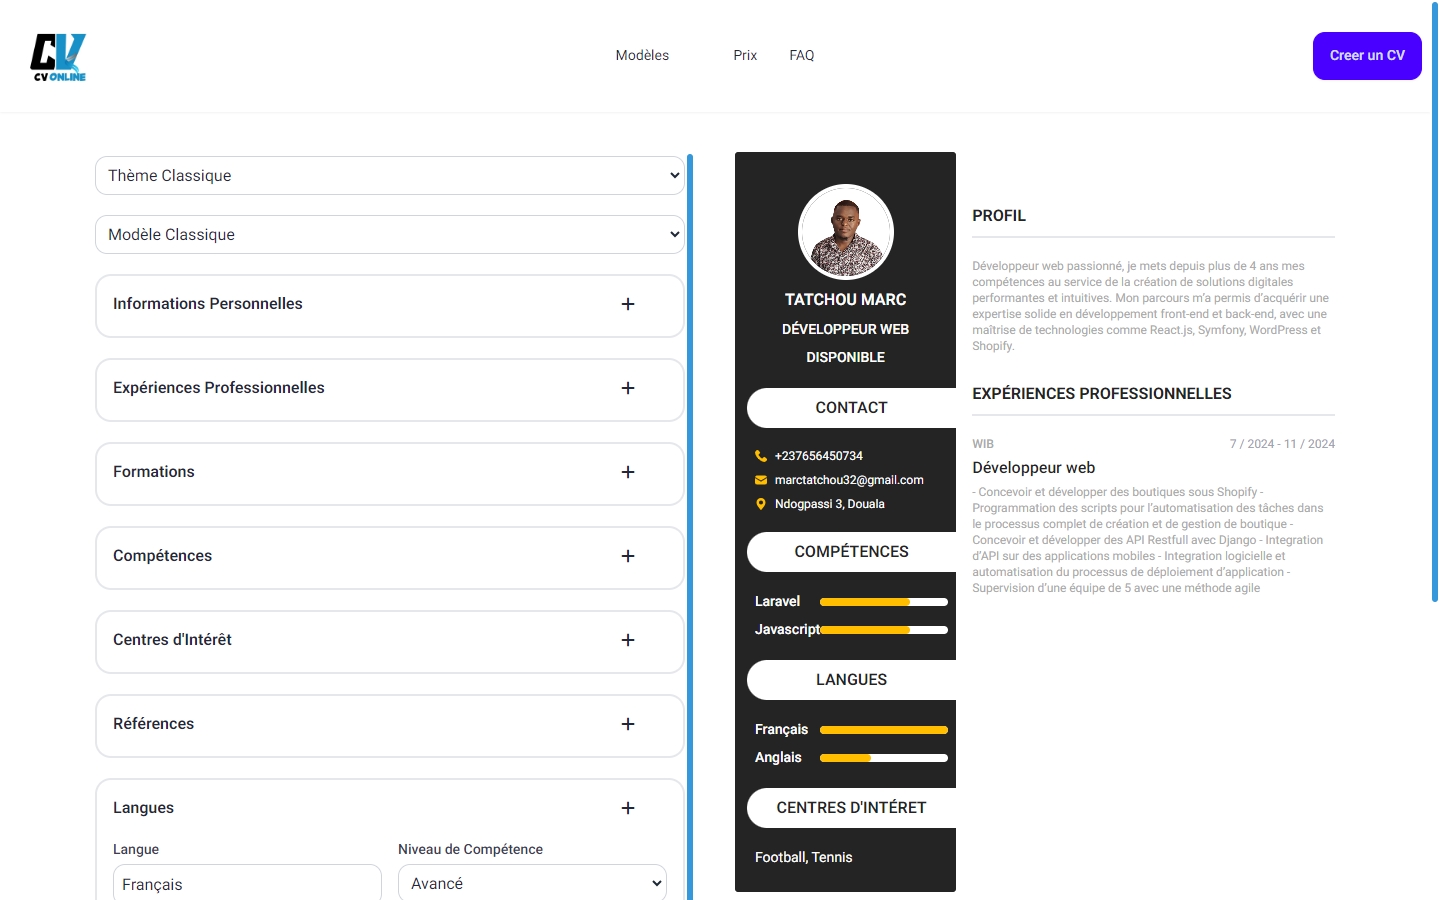 CV ONLINE
Modèles
Prix
FAQ
Creer un CV
Thème Classique
Modèle Classique
Informations Personnelles
Expériences Professionnelles
Formations
Compétences
Centres d'Intérêt
Références
Langues
Langue
Niveau de Compétence
Français
Avancé
TATCHOU MARC
DÉVELOPPEUR WEB
DISPONIBLE
CONTACT
+237656450734
marctatchou32@gmail.com
Ndogpassi 3, Douala
COMPÉTENCES
Laravel
Javascript
LANGUES
Français
Anglais
CENTRES D'INTÉRET
Football, Tennis
PROFIL
Développeur web passionné, je mets depuis plus de 4 ans mes
compétences au service de la création de solutions digitales
performantes et intuitives. Mon parcours m’a permis d’acquérir une
expertise solide en développement front-end et back-end, avec une
maîtrise de technologies comme React.js, Symfony, WordPress et
Shopify.
EXPÉRIENCES PROFESSIONNELLES
WIB 7 / 2024 - 11 / 2024
Développeur web
- Concevoir et développer des boutiques sous Shopify -
Programmation des scripts pour l’automatisation des tâches dans
le processus complet de création et de gestion de boutique -
Concevoir et développer des API Restfull avec Django - Integration
d’API sur des applications mobiles - Integration logicielle et
automatisation du processus de déploiement d’application -
Supervision d’une équipe de 5 avec une méthode agile